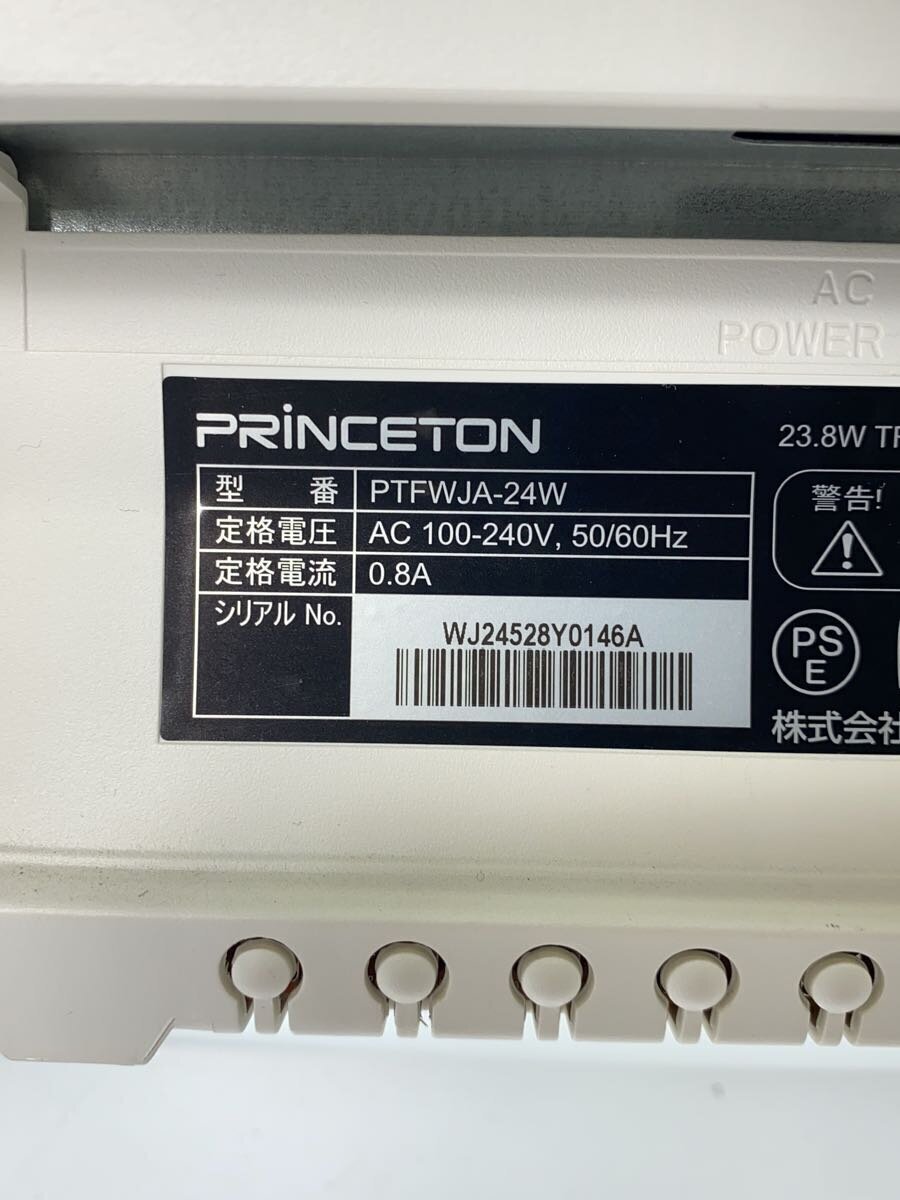 AC
POWER
PRINCETON
23.8W
型 番 PTFWJA-24W
定格電圧 AC 100-240V, 50/60Hz
定格電流 0.8A
シリアル No. WJ24528Y0146A
警告!
PS
E
株式会社